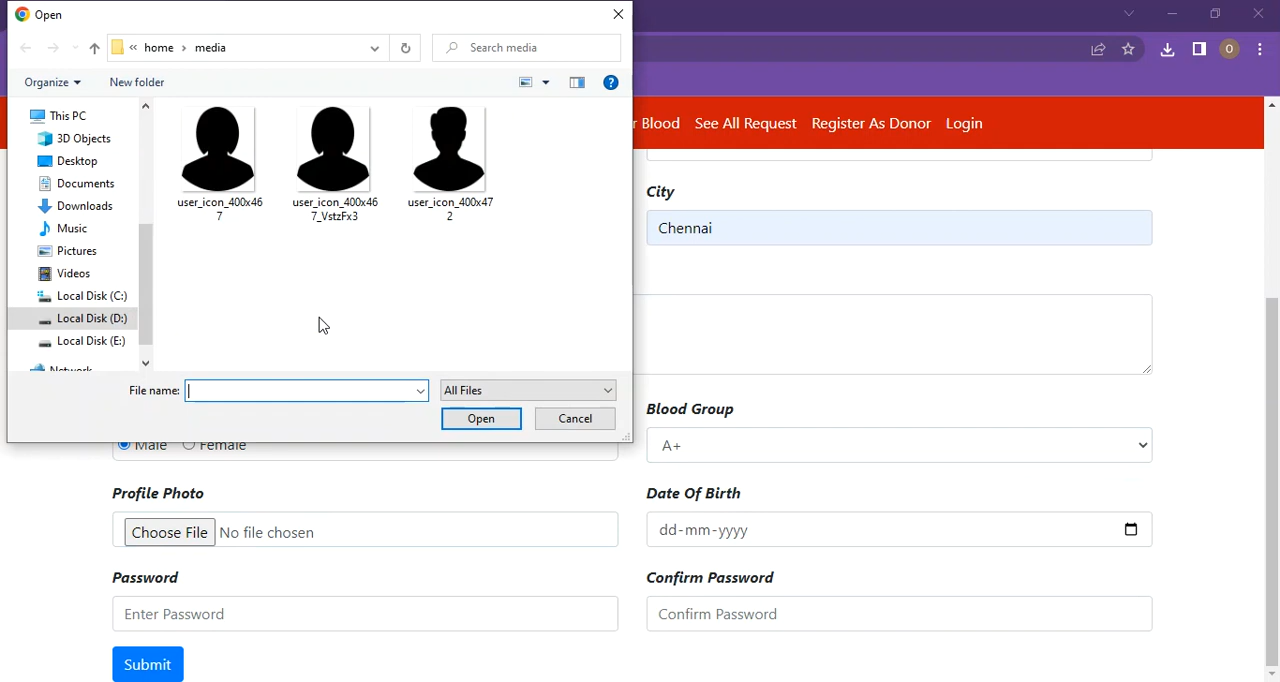 Open
home
media
Search media
O
Organize
New folder
r Blood
See All Request
Register As Donor
Login
This PC
3D Objects
Desktop
Documents
Downloads
Music
Pictures
Videos
Local Disk (C:)
Local Disk (D:)
Local Disk (E:)
Network
user_icon_400x46
7
user_icon_400x46
7_VstzFx3
user_icon_400x47
2
File name:
All Files
Open
Cancel
City
Chennai
Male
Female
Blood Group
A+
Profile Photo
Choose File No file chosen
Date Of Birth
dd-mm-yyyy
Password
Enter Password
Confirm Password
Confirm Password
Submit